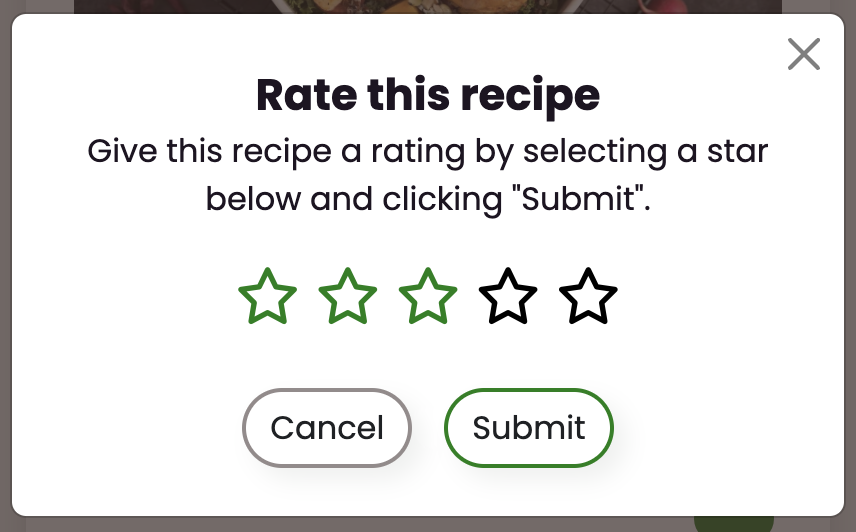 Rate this recipe
Give this recipe a rating by selecting a star
below and clicking "Submit".
Cancel Submit